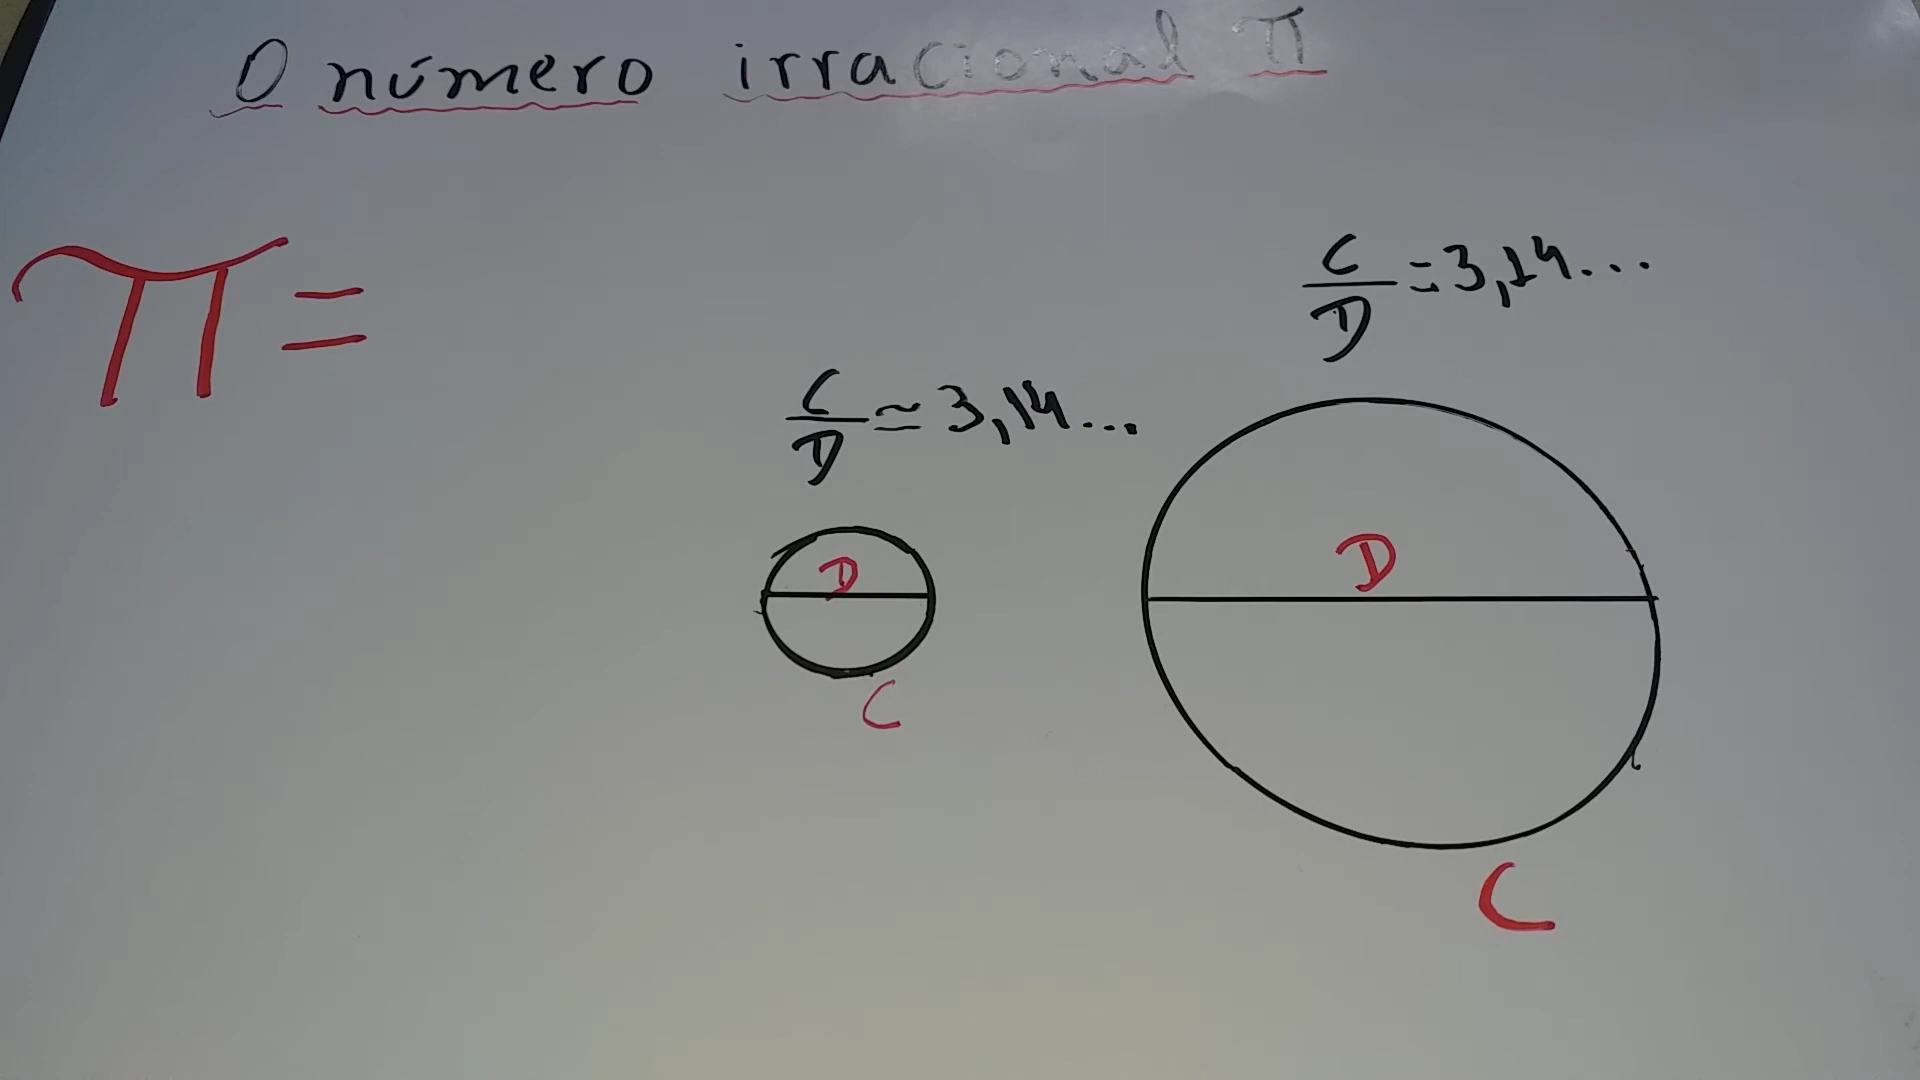 O número irracional π
π=
C/D ≃ 3,14...
D
C
C/D ≃ 3,14...
D
C